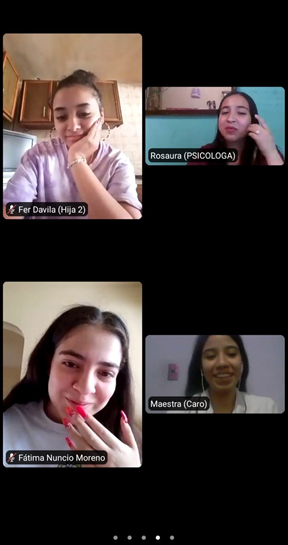 Fer Davila (Hija 2)
Rosaura (PSICOLOGA)
Fátima Nuncio Moreno
Maestra (Caro)